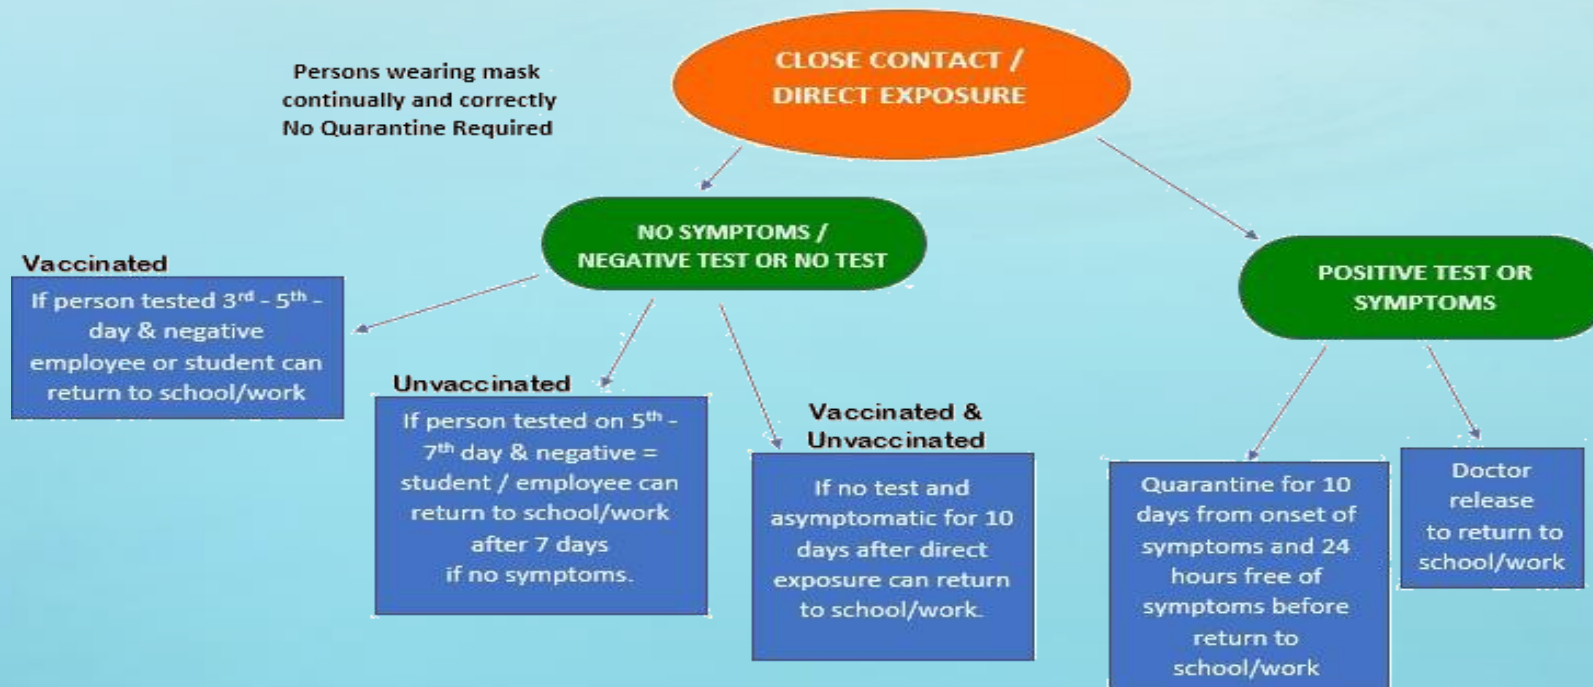 Persons wearing mask
continually and correctly
No Quarantine Required
CLOSE CONTACT /
DIRECT EXPOSURE
NO SYMPTOMS /
NEGATIVE TEST OR NO TEST
POSITIVE TEST OR
SYMPTOMS
Vaccinated
If person tested 3rd - 5th -
day & negative
employee or student can
return to school/work
Unvaccinated
If person tested on 5th -
7th day & negative =
student / employee can
return to school/work
after 7 days
if no symptoms.
Vaccinated &
Unvaccinated
If no test and
asymptomatic for 10
days after direct
exposure can return
to school/work.
Quarantine for 10
days from onset of
symptoms and 24
hours free of
symptoms before
return to
school/work
Doctor
release
to return to
school/work